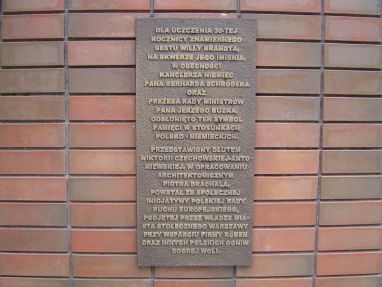 DLA UCZCZENIA 30-TEJ
ROCZNICY ZNAMIENNEGO
GESTU WILLY BRANDTA,
NA SKWERZE JEGO IMIENIA,
W OBECNOŚCI
KANCLERZA NIEMIEC
PANA GERHARDA SCHRÖDERA
ORAZ
PREZESA RADY MINISTRÓW
PANA JERZEGO BUZKA,
ODSŁONIĘTO TEN SYMBOL
PAMIĘCI W STOSUNKACH
POLSKO - NIEMIECKICH.
PRZEDSTAWIONY DŁUTEM
WIKTORII CZECHOWSKIEJ-ANTO-
NIEWSKIEJ, W OPRACOWANIU
ARCHITEKTONICZNYM
PIOTRA DRACHALA,
POWSTAŁ ZE SPOŁECZNEJ
INICJATYWY POLSKIEJ RADY
RUCHU EUROPEJSKIEGO,
PODJĘTEJ PRZEZ WŁADZE MIA-
STA STOŁECZNEGO WARSZAWY
PRZY WSPARCIU FIRMY RÖBEN
ORAZ INNYCH POLSKICH OGNIW
DOBREJ WOLI.